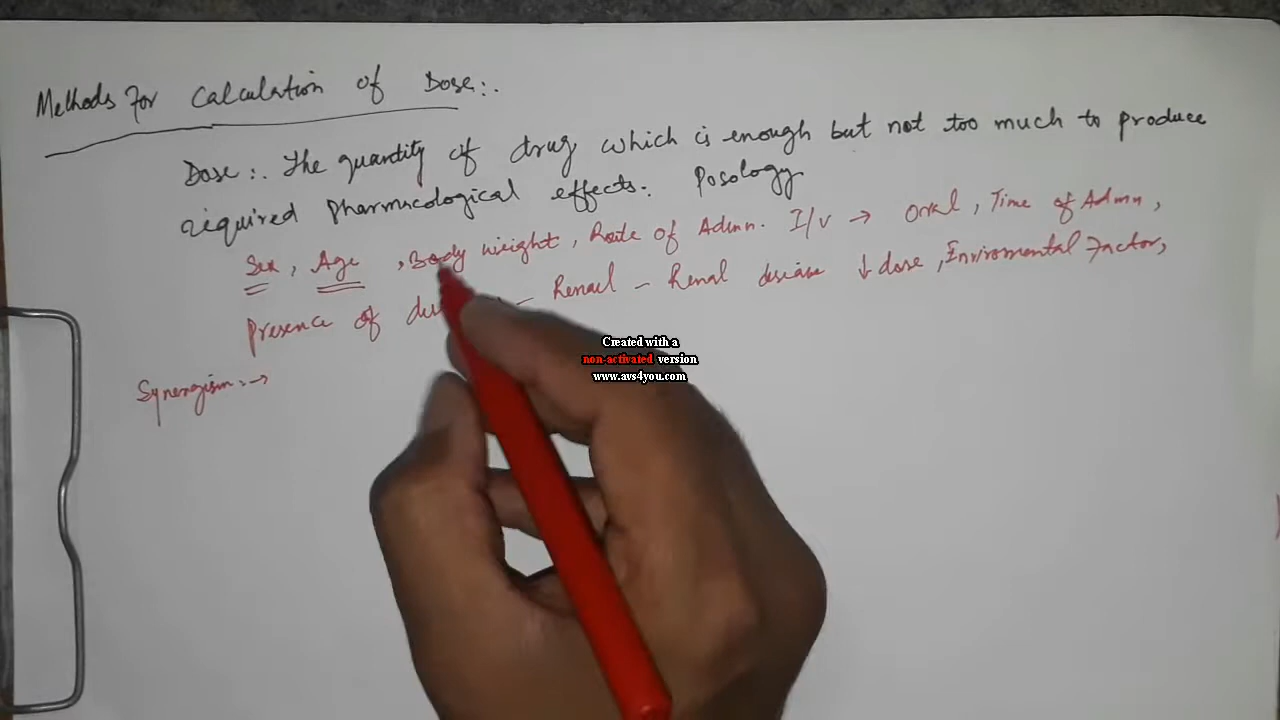 Methods For Calculation of Dose:.
Dose:. The quantity of drug which is enough but not too much to produce
required Pharmacological effects. Posology
Sex, Age, Body weight, Route of Admn. I/V → Oral, Time of Admn,
Presence of – Renal – Renal disease ↓ dose, Enviromental Factor,
Synergism:→
Created with a
non-activated version
www.avs4you.com